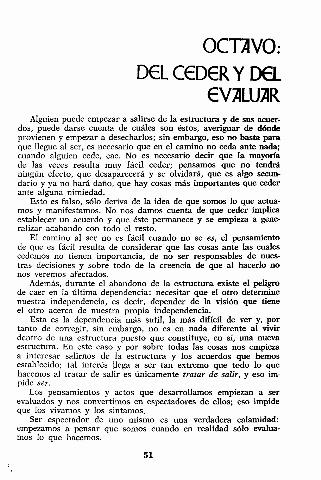 OCTAVO:
DEL CEDER Y DEL
EVALUAR
Alguien puede empezar a salirse de la estructura y de sus acuer-
dos, puede darse cuenta de cuáles son éstos, averiguar de dónde
provienen y empezar a desecharlos; sin embargo, eso no basta para
que llegue al ser, es necesario que en el camino no ceda ante nada;
cuando alguien cede, cae. No es necesario decir que la mayoría
de las veces resulta muy fácil ceder; pensamos que no tendrá
ningún efecto, que desaparecerá y se olvidará, que es algo secun-
dario y ya no hará daño, que hay cosas más importantes que ceder
ante alguna nimiedad.
Esto es falso, sólo deriva de la idea de que somos lo que actua-
mos y manifestamos. No nos damos cuenta de que ceder implica
establecer un acuerdo y que éste permanece y se empieza a gene-
ralizar acabando con todo el resto.
El camino al ser no es fácil cuando no se es, el pensamiento
de que es fácil resulta de considerar que las cosas ante las cuales
cedemos no tienen importancia, de no ser responsables de nues-
tras decisiones y sobre todo de la creencia de que al hacerlo no
nos veremos afectados.
Además, durante el abandono de la estructura existe el peligro
de caer en la última dependencia: necesitar que el otro determine
nuestra independencia, es decir, depender de la visión que tiene
el otro acerca de nuestra propia independencia.
Esta es la dependencia más sutil, la más difícil de ver y, por
tanto de corregir, sin embargo, no es en nada diferente al vivir
dentro de una estructura puesto que constituye, en sí, una nueva
estructura. En este caso y por sobre todas las cosas nos empieza
a interesar salirnos de la estructura y los acuerdos que hemos
establecido; tal interés llega a ser tan extremo que todo lo que
hacemos al tratar de salir es únicamente tratar de salir, y eso im-
pide ser.
Los pensamientos y actos que desarrollamos empiezan a ser
evaluados y nos convertimos en espectadores de ellos; eso impide
que los vivamos y los sintamos.
Ser espectador de uno mismo es una verdadera calamidad:
empezamos a pensar que somos cuando en realidad sólo evalua-
mos lo que hacemos.
51